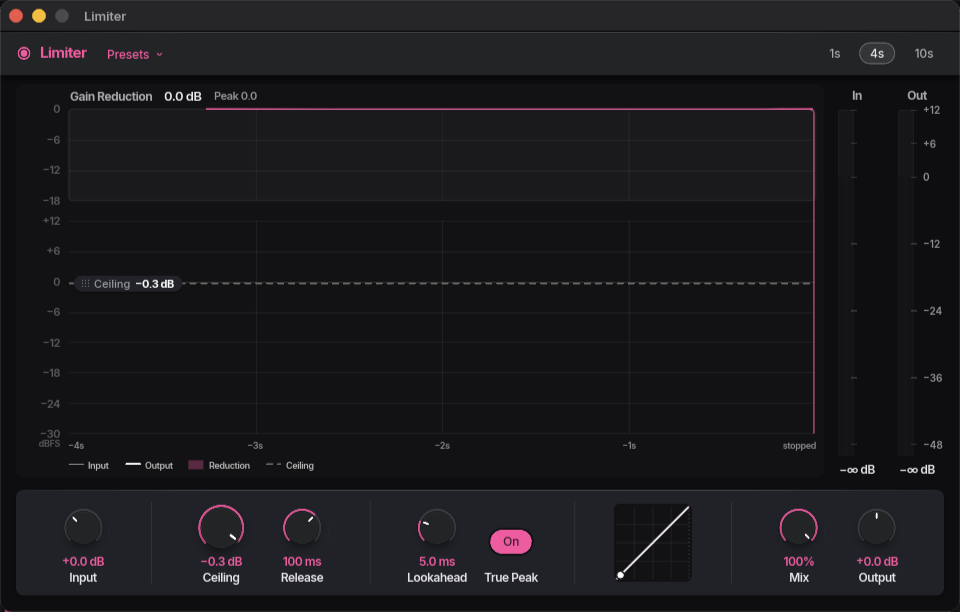 Limiter
Limiter Presets 1s 4s 10s
Gain Reduction 0.0 dB Peak 0.0 In Out
0
−6
−12
−18
+12
+6
0
−6
−12
−18
−24
−30
dBFS
Ceiling −0.3 dB
−4s −3s −2s −1s stopped
Input Output Reduction Ceiling
+12
+6
0
−12
−24
−36
−48
−∞ dB −∞ dB
+0.0 dB −0.3 dB 100 ms 5.0 ms On 100% +0.0 dB
Input Ceiling Release Lookahead True Peak Mix Output